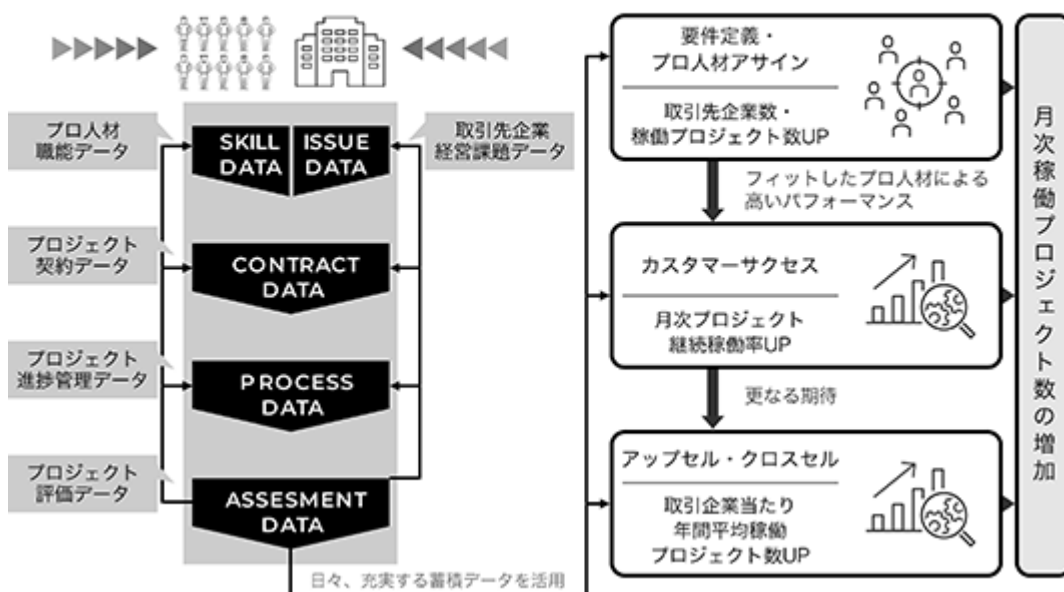 プロ人材
職能データ
SKILL
DATA
ISSUE
DATA
取引先企業
経営課題データ
プロジェクト
契約データ
CONTRACT
DATA
プロジェクト
進捗管理データ
PROCESS
DATA
プロジェクト
評価データ
ASSESMENT
DATA
日々、充実する蓄積データを活用
要件定義・
プロ人材アサイン
取引先企業数・
稼働プロジェクト数UP
フィットしたプロ人材による
高いパフォーマンス
カスタマーサクセス
月次プロジェクト
継続稼働率UP
更なる期待
アップセル・クロスセル
取引企業当たり
年間平均稼働
プロジェクト数UP
月次稼働プロジェクト数の増加